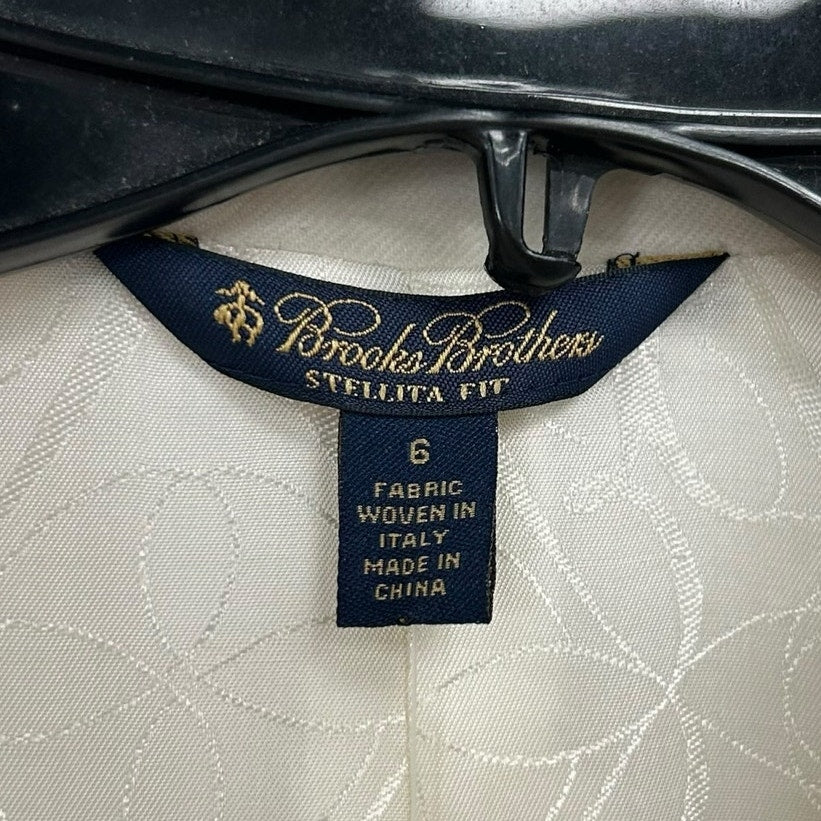 Brooks Brothers
STELLITA FIT
6
FABRIC
WOVEN IN
ITALY
MADE IN
CHINA